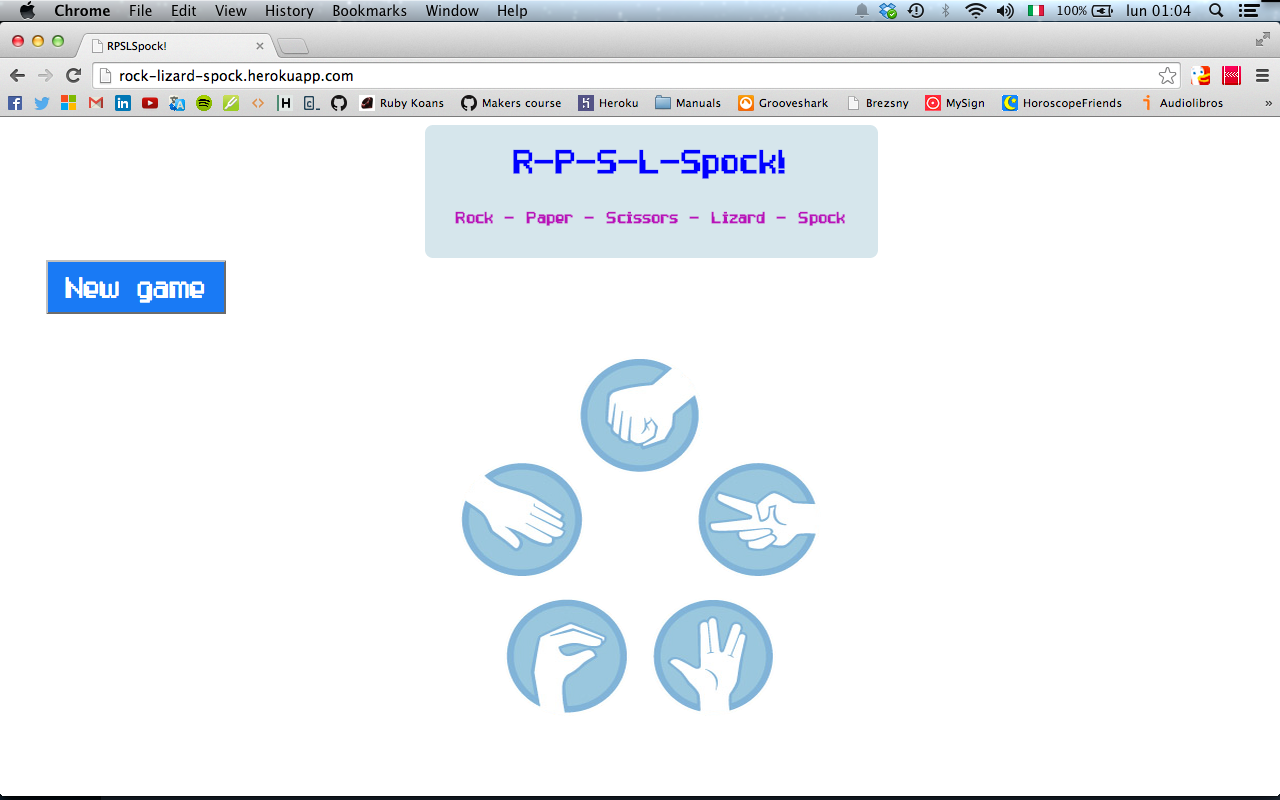 Chrome File Edit View History Bookmarks Window Help 100% lun 01:04
RPSLSpock!
rock-lizard-spock.herokuapp.com
Ruby Koans Makers course Heroku Manuals Grooveshark Brezsny MySign HoroscopeFriends Audiolibros »
R-P-S-L-Spock!
Rock - Paper - Scissors - Lizard - Spock
New game